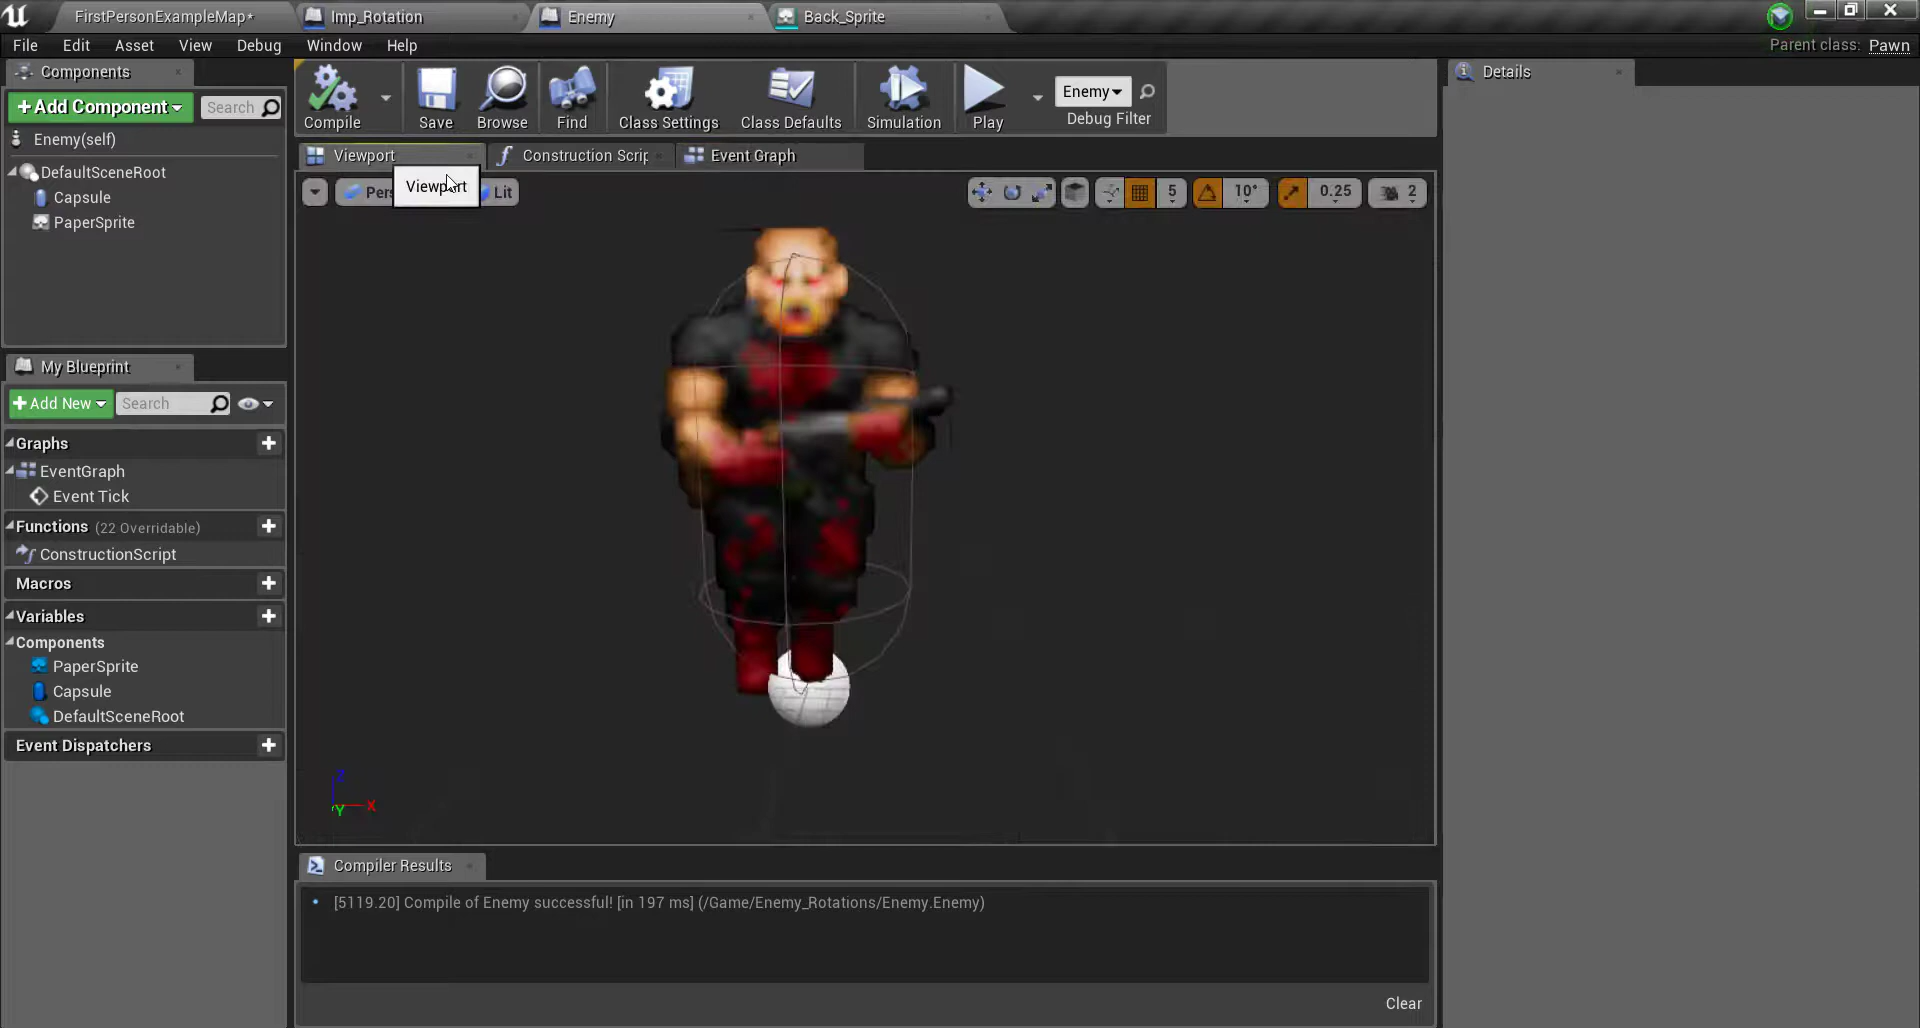 FirstPersonExampleMap*
Imp_Rotation
Enemy
Back_Sprite
File
Edit
Asset
View
Debug
Window
Help
Parent class: Pawn
Components
+Add Component
Search
Enemy(self)
DefaultSceneRoot
Capsule
PaperSprite
My Blueprint
+Add New
Search
Graphs
EventGraph
Event Tick
Functions (22 Overridable)
ConstructionScript
Macros
Variables
Components
PaperSprite
Capsule
DefaultSceneRoot
Event Dispatchers
Compile
Save
Browse
Find
Class Settings
Class Defaults
Simulation
Play
Enemy
Debug Filter
Viewport
Construction Scrip
Event Graph
Pers
Viewport
Lit
5
10°
0.25
2
Z
Y
X
Compiler Results
[5119.20] Compile of Enemy successful! [in 197 ms] (/Game/Enemy_Rotations/Enemy.Enemy)
Clear
Details